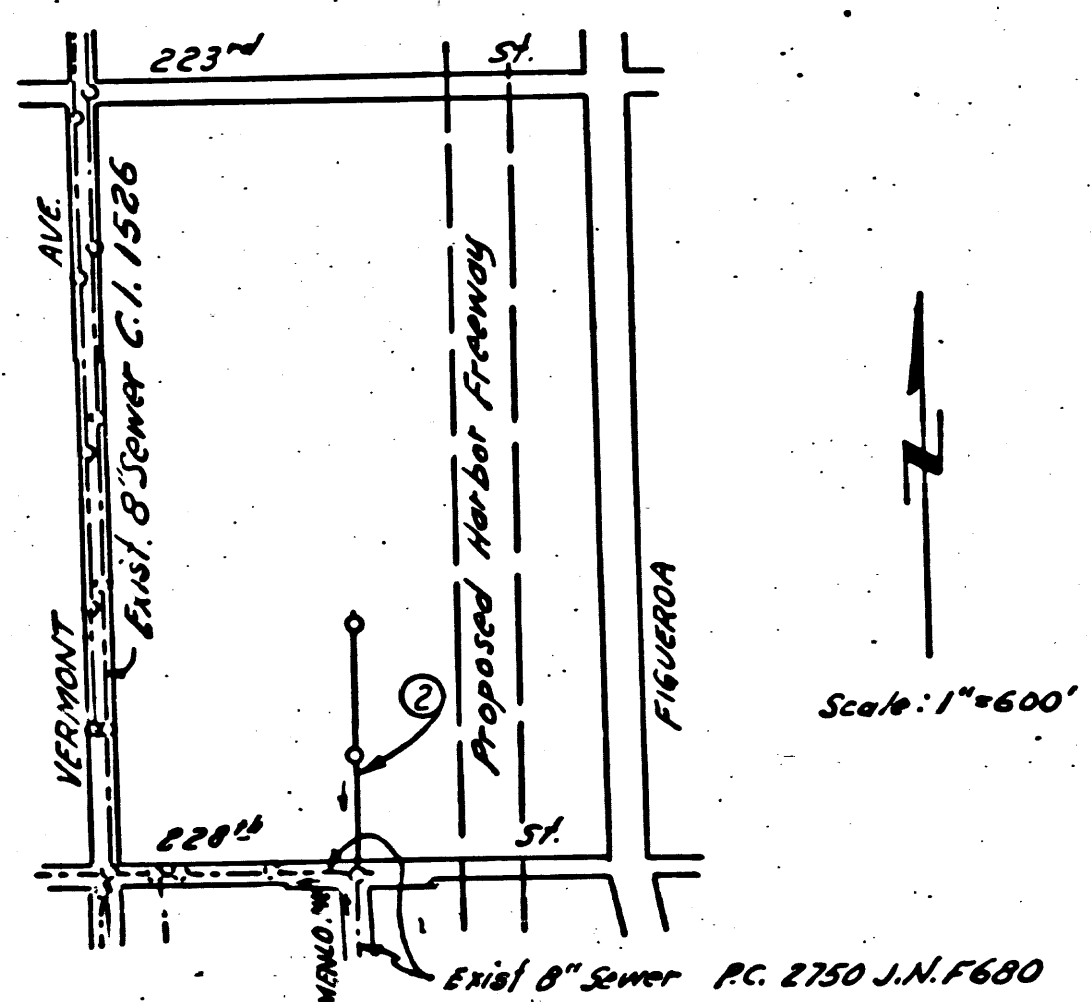 223rd St.
AVE.
Exist. 8" Sewer C.I. 1526
Proposed Harbor Freeway
VERMONT
2
FIGUEROA
Scale: 1"=600'
228th St.
MENLO
Exist 8" Sewer P.C. 2750 J.N. F680